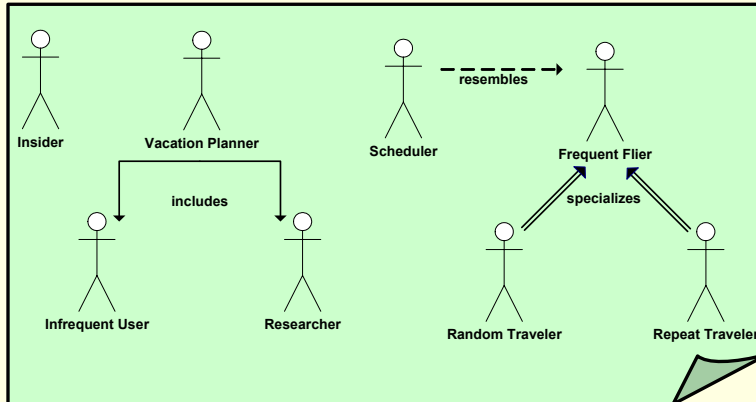 resembles
Insider
Vacation Planner
Scheduler
Frequent Flier
includes
specializes
Infrequent User
Researcher
Random Traveler
Repeat Traveler